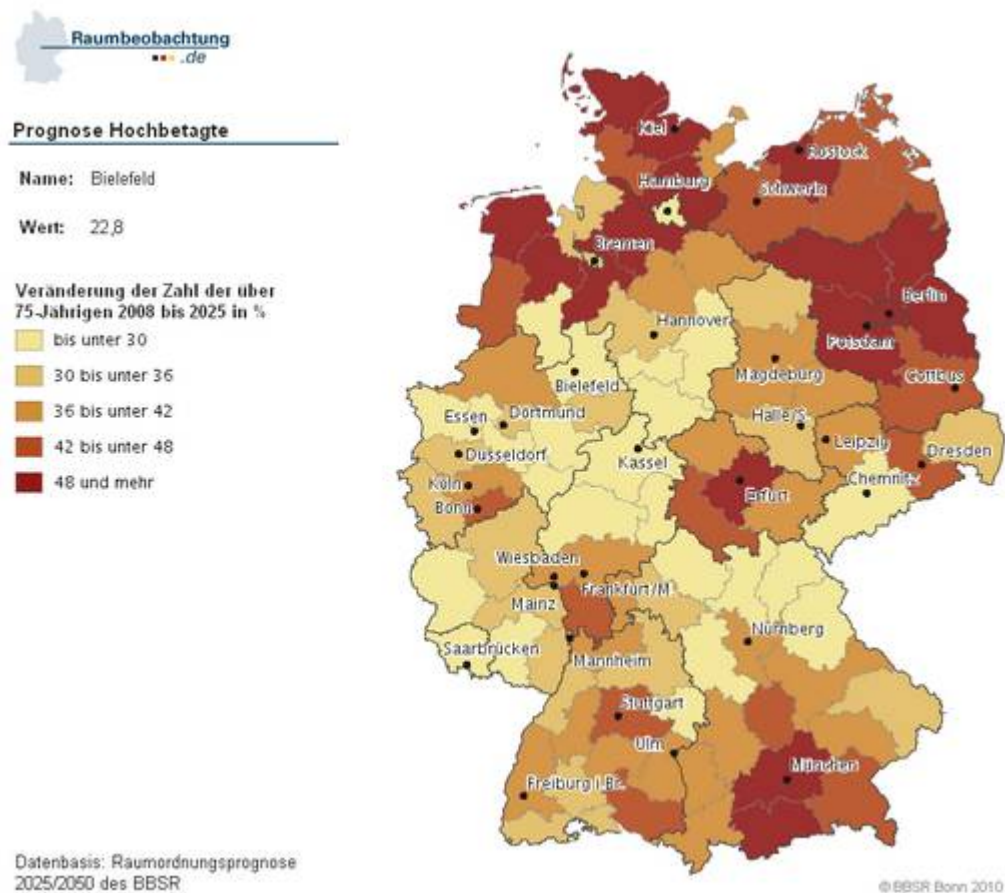 Raumbeobachtung
.de
Prognose Hochbetagte
Name: Bielefeld
Wert: 22,8
Veränderung der Zahl der über
75-Jährigen 2008 bis 2025 in %
bis unter 30
30 bis unter 36
36 bis unter 42
42 bis unter 48
48 und mehr
Kiel
Rostock
Hamburg
Schwerin
Bremen
Berlin
Hannover
Potsdam
Magdeburg
Cottbus
Bielefeld
Essen
Dortmund
Halle/S.
Leipzig
Düsseldorf
Kassel
Dresden
Köln
Chemnitz
Erfurt
Bonn
Wiesbaden
Frankfurt/M.
Mainz
Nürnberg
Saarbrücken
Mannheim
Stuttgart
Ulm
München
Freiburg i.Br.
Datenbasis: Raumordnungsprognose
2025/2050 des BBSR
© BBSR Bonn 2010